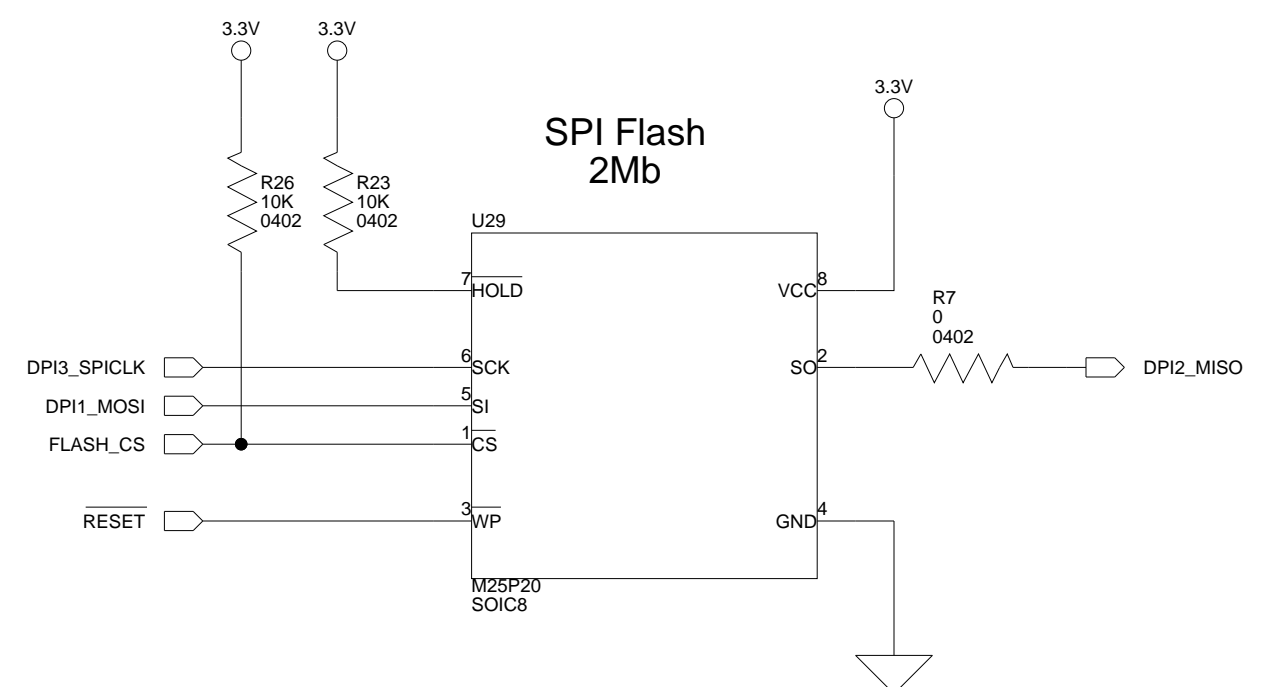 3.3V
3.3V
3.3V
SPI Flash
2Mb
R26
10K
0402
R23
10K
0402
U29
7
HOLD
8
VCC
R7
0
0402
DPI3_SPICLK
6
SCK
2
SO
DPI2_MISO
DPI1_MOSI
5
SI
FLASH_CS
1
CS
RESET
3
WP
4
GND
M25P20
SOIC8